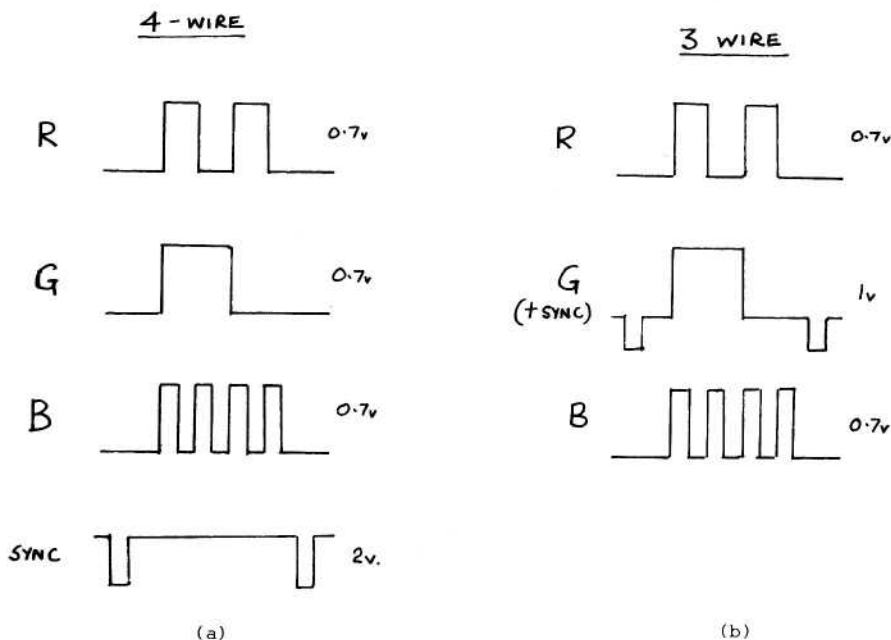 4-WIRE
R
0.7v
G
0.7v
B
0.7v
SYNC
2v.
(a)
3 WIRE
R
0.7v
G
(+SYNC)
1v
B
0.7v
(b)